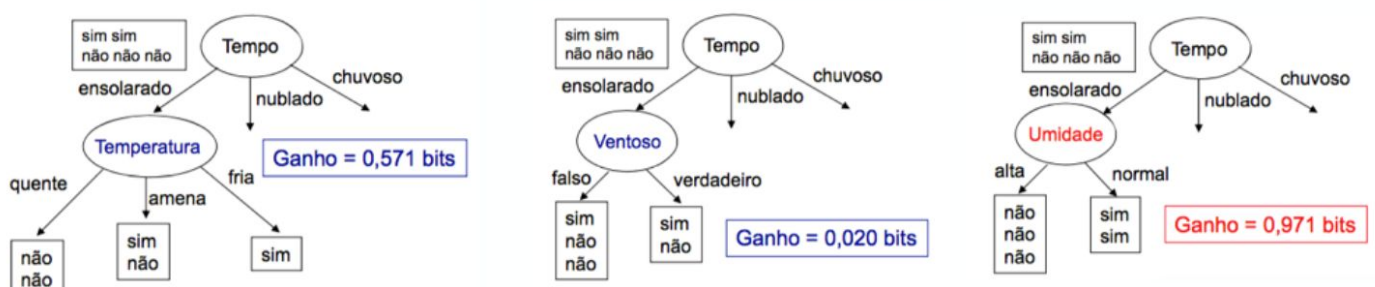 sim sim
não não não
Tempo
ensolarado
nublado
chuvoso
Temperatura
Ganho = 0,571 bits
quente
amena
fria
não
não
sim
não
sim
sim sim
não não não
Tempo
ensolarado
nublado
chuvoso
Ventoso
falso
verdadeiro
sim
não
não
sim
não
Ganho = 0,020 bits
sim sim
não não não
Tempo
ensolarado
nublado
chuvoso
Umidade
alta
normal
não
não
não
sim
sim
Ganho = 0,971 bits